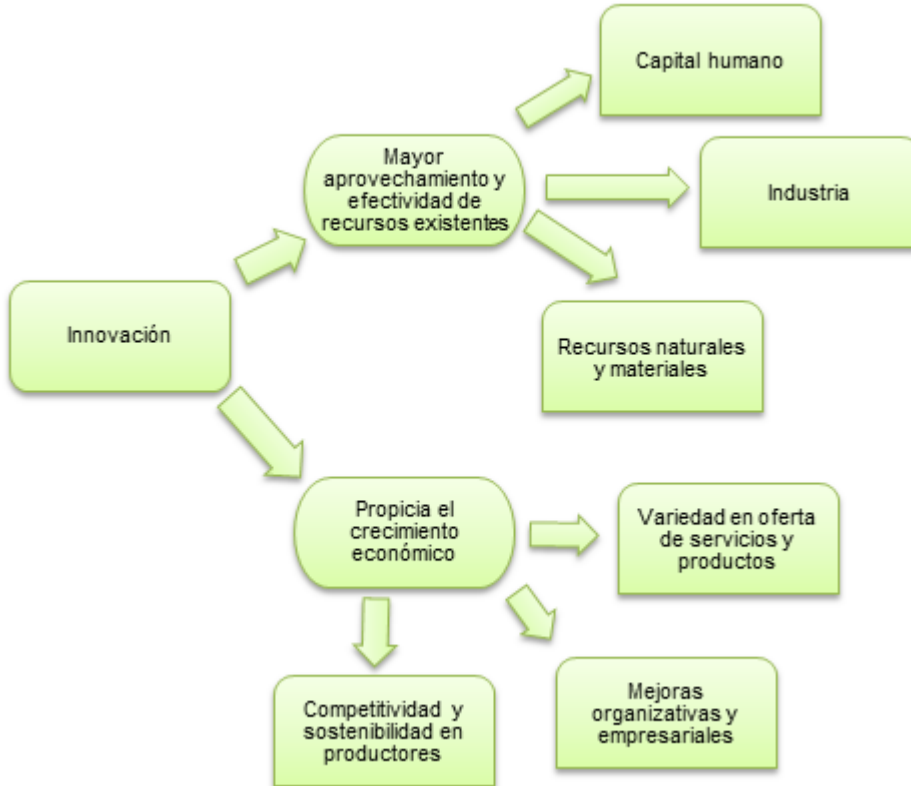 Capital humano
Mayor
aprovechamiento y
efectividad de
recursos existentes
Industria
Innovación
Recursos naturales
y materiales
Propicia el
crecimiento
económico
Variedad en oferta
de servicios y
productos
Competitividad y
sostenibilidad en
productores
Mejoras
organizativas y
empresariales